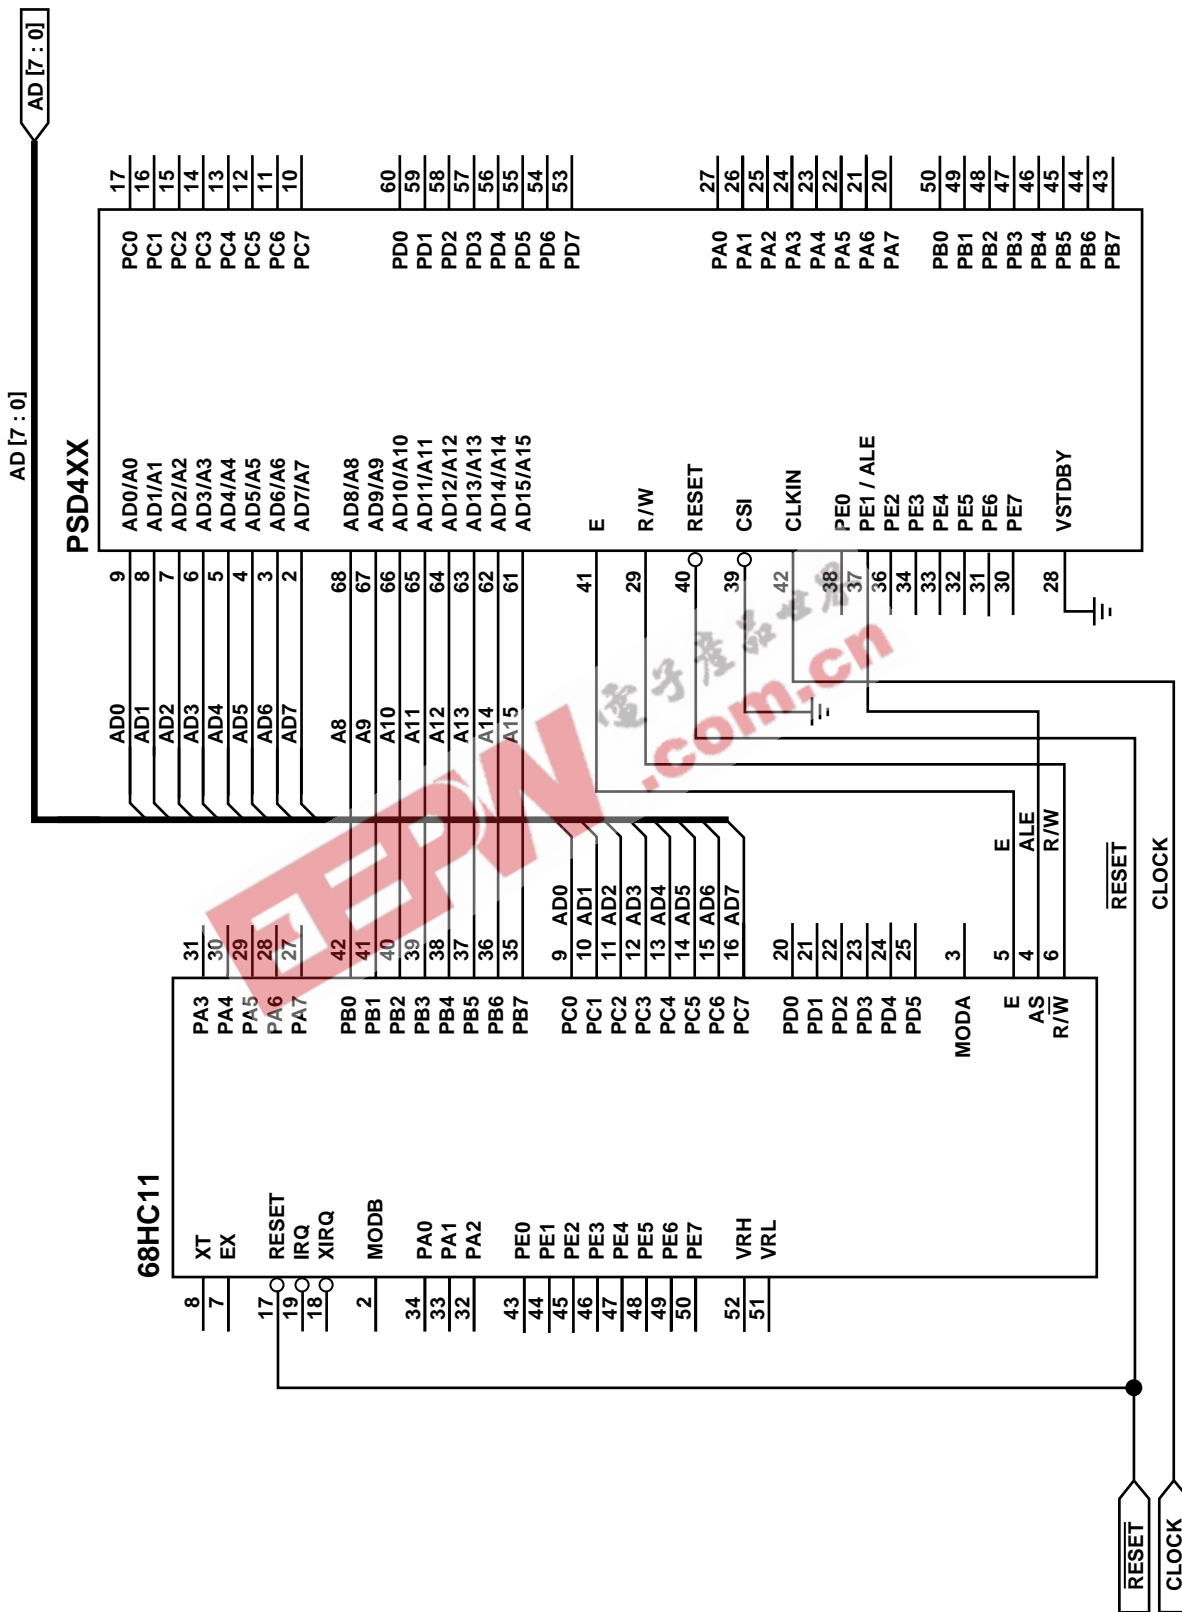 AD [7 : 0]
AD [7 : 0]
68HC11
8 XT
7 EX
17 RESET
19 IRQ
18 XIRQ
2 MODB
34 PA0
33 PA1
32 PA2
43 PE0
44 PE1
45 PE2
46 PE3
47 PE4
48 PE5
49 PE6
50 PE7
52 VRH
51 VRL
PA3 31
PA4 30
PA5 29
PA6 28
PA7 27
PB0 42
PB1 41
PB2 40
PB3 39
PB4 38
PB5 37
PB6 36
PB7 35
PC0 9 AD0
PC1 10 AD1
PC2 11 AD2
PC3 12 AD3
PC4 13 AD4
PC5 14 AD5
PC6 15 AD6
PC7 16 AD7
PD0 20
PD1 21
PD2 22
PD3 23
PD4 24
PD5 25
MODA 3
E 5 E
AS 4 ALE
R/W 6 R/W
RESET
CLOCK
PSD4XX
AD0 9 AD0/A0
AD1 8 AD1/A1
AD2 7 AD2/A2
AD3 6 AD3/A3
AD4 5 AD4/A4
AD5 4 AD5/A5
AD6 3 AD6/A6
AD7 2 AD7/A7
A8 68 AD8/A8
A9 67 AD9/A9
A10 66 AD10/A10
A11 65 AD11/A11
A12 64 AD12/A12
A13 63 AD13/A13
A14 62 AD14/A14
A15 61 AD15/A15
41 E
29 R/W
40 RESET
39 CSI
42 CLKIN
38 PE0
37 PE1 / ALE
36 PE2
34 PE3
33 PE4
32 PE5
31 PE6
30 PE7
28 VSTDBY
PC0 17
PC1 16
PC2 15
PC3 14
PC4 13
PC5 12
PC6 11
PC7 10
PD0 60
PD1 59
PD2 58
PD3 57
PD4 56
PD5 55
PD6 54
PD7 53
PA0 27
PA1 26
PA2 25
PA3 24
PA4 23
PA5 22
PA6 21
PA7 20
PB0 50
PB1 49
PB2 48
PB3 47
PB4 46
PB5 45
PB6 44
PB7 43
RESET
CLOCK
EEPW
.com.cn
電子產品世界